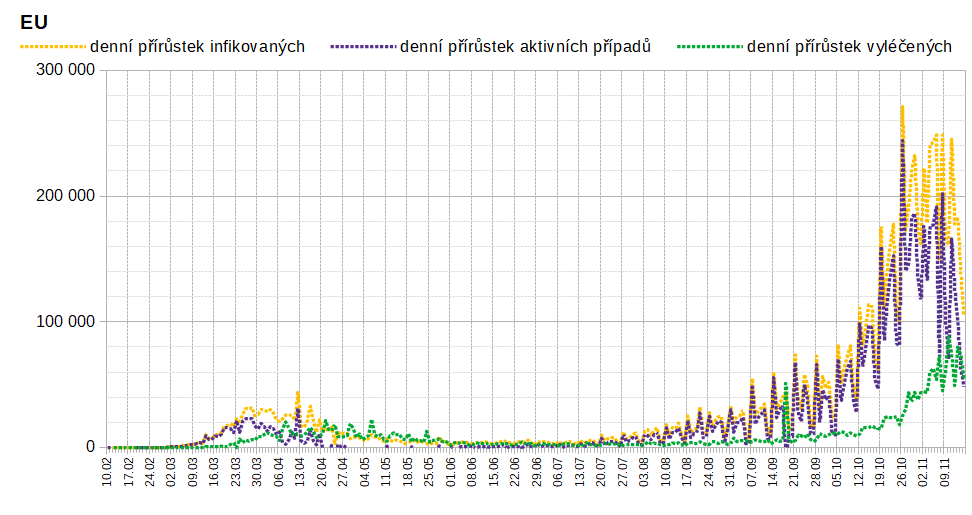 EU
denní přírůstek infikovaných denní přírůstek aktivních případů denní přírůstek vyléčených
300 000
200 000
100 000
0
10.02 17.02 24.02 02.03 09.03 16.03 23.03 30.03 06.04 13.04 20.04 27.04 04.05 11.05 18.05 25.05 01.06 08.06 15.06 22.06 29.06 06.07 13.07 20.07 27.07 03.08 10.08 17.08 24.08 31.08 07.09 14.09 21.09 28.09 05.10 12.10 19.10 26.10 02.11 09.11